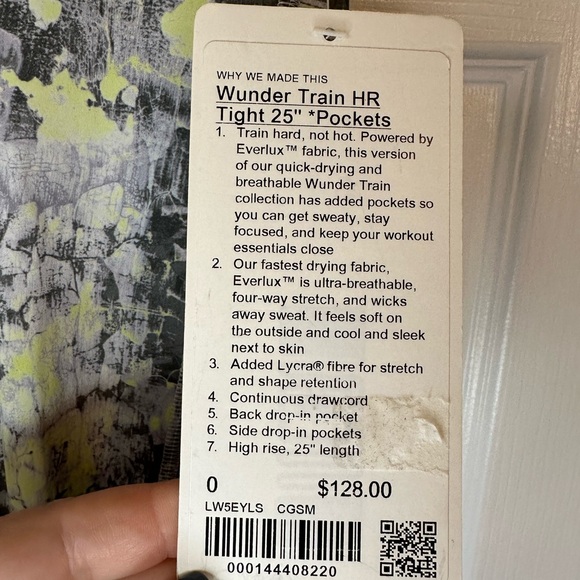 WHY WE MADE THIS
Wunder Train HR
Tight 25" *Pockets
1. Train hard, not hot. Powered by
Everlux™ fabric, this version
of our quick-drying and
breathable Wunder Train
collection has added pockets so
you can get sweaty, stay
focused, and keep your workout
essentials close
2. Our fastest drying fabric,
Everlux™ is ultra-breathable,
four-way stretch, and wicks
away sweat. It feels soft on
the outside and cool and sleek
next to skin
3. Added Lycra® fibre for stretch
and shape retention
4. Continuous drawcord
5. Back drop-in pocket
6. Side drop-in pockets
7. High rise, 25" length
0 $128.00
LW5EYLS CGSM
000144408220